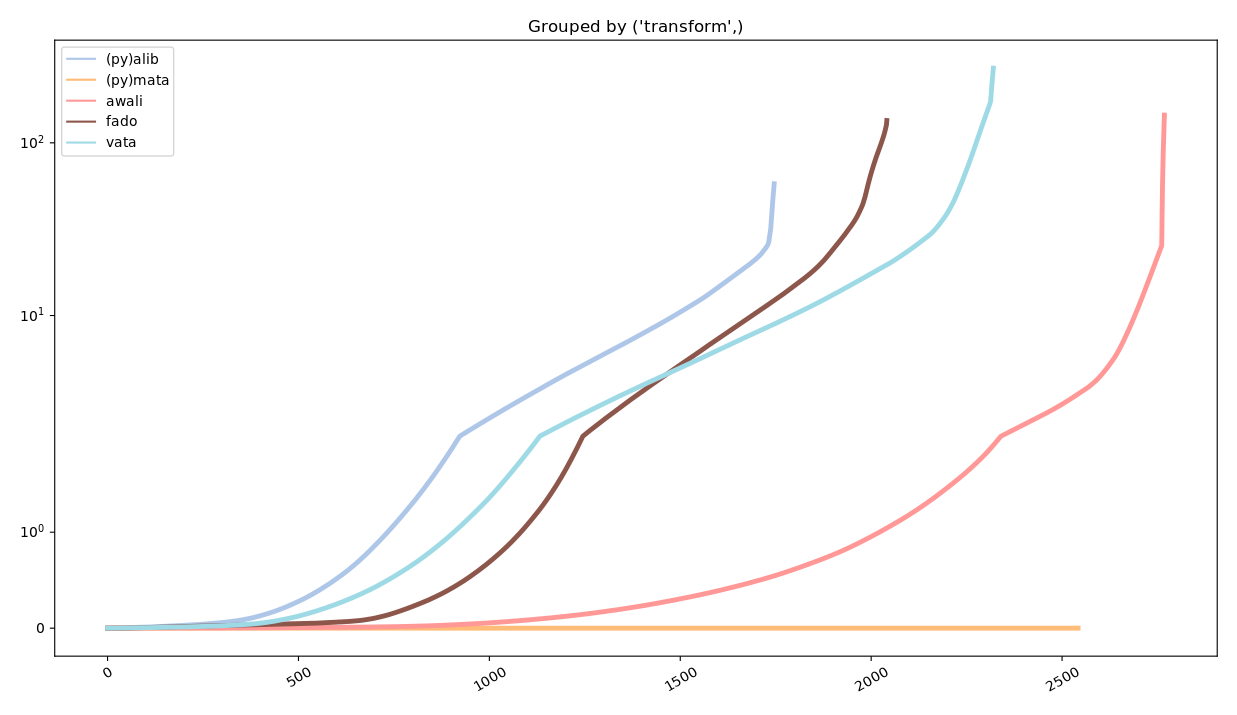 Grouped by ('transform',)
(py)alib
(py)mata
awali
fado
vata
10²
10¹
10⁰
0
0
500
1000
1500
2000
2500